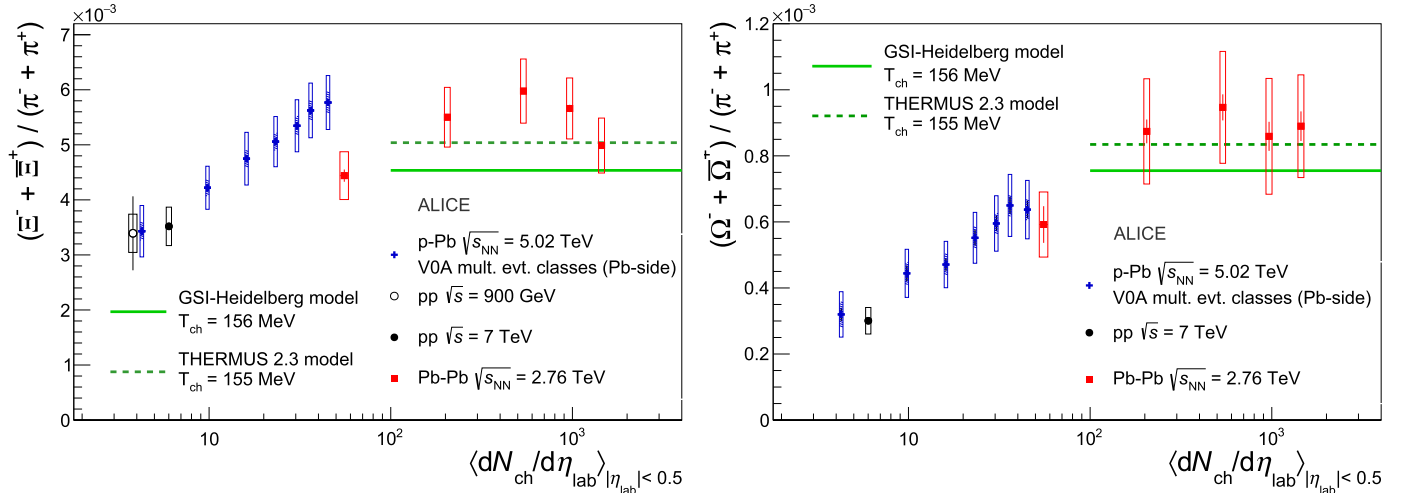 ×10⁻³
(Ξ⁻ + Ξ̅⁺) / (π⁻ + π⁺)
7
6
5
4
3
2
1
0
ALICE
p-Pb √s_NN = 5.02 TeV
V0A mult. evt. classes (Pb-side)
pp √s = 900 GeV
pp √s = 7 TeV
Pb-Pb √s_NN = 2.76 TeV
GSI-Heidelberg model
T_ch = 156 MeV
THERMUS 2.3 model
T_ch = 155 MeV
10
10²
10³
⟨dN_ch/dη_lab⟩_|η_lab|< 0.5
×10⁻³
(Ω⁻ + Ω̅⁺) / (π⁻ + π⁺)
1.2
1
0.8
0.6
0.4
0.2
0
GSI-Heidelberg model
T_ch = 156 MeV
THERMUS 2.3 model
T_ch = 155 MeV
ALICE
p-Pb √s_NN = 5.02 TeV
V0A mult. evt. classes (Pb-side)
pp √s = 7 TeV
Pb-Pb √s_NN = 2.76 TeV
10
10²
10³
⟨dN_ch/dη_lab⟩_|η_lab|< 0.5